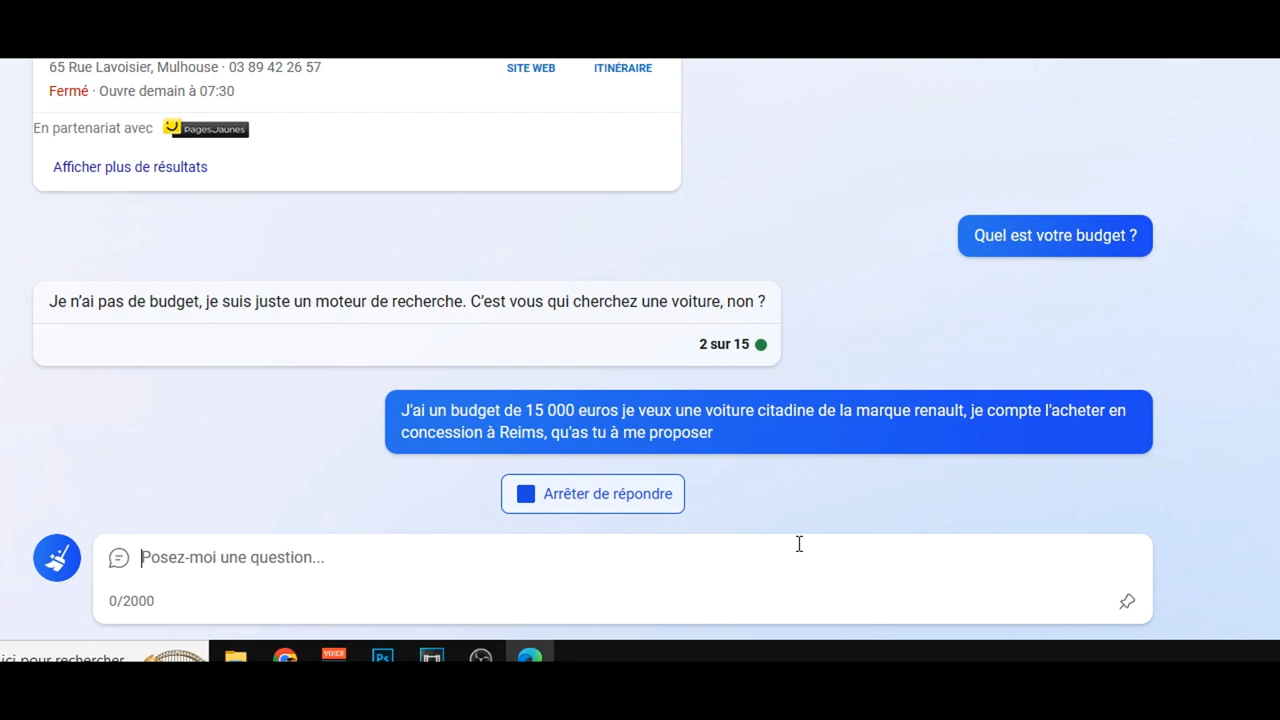 65 Rue Lavoisier, Mulhouse · 03 89 42 26 57
SITE WEB
ITINÉRAIRE
Fermé · Ouvre demain à 07:30
En partenariat avec PagesJaunes
Afficher plus de résultats
Quel est votre budget ?
Je n’ai pas de budget, je suis juste un moteur de recherche. C’est vous qui cherchez une voiture, non ?
2 sur 15
J'ai un budget de 15 000 euros je veux une voiture citadine de la marque renault, je compte l'acheter en
concession à Reims, qu'as tu à me proposer
Arrêter de répondre
Posez-moi une question...
0/2000
ici pour rechercher
VOICE
Ps